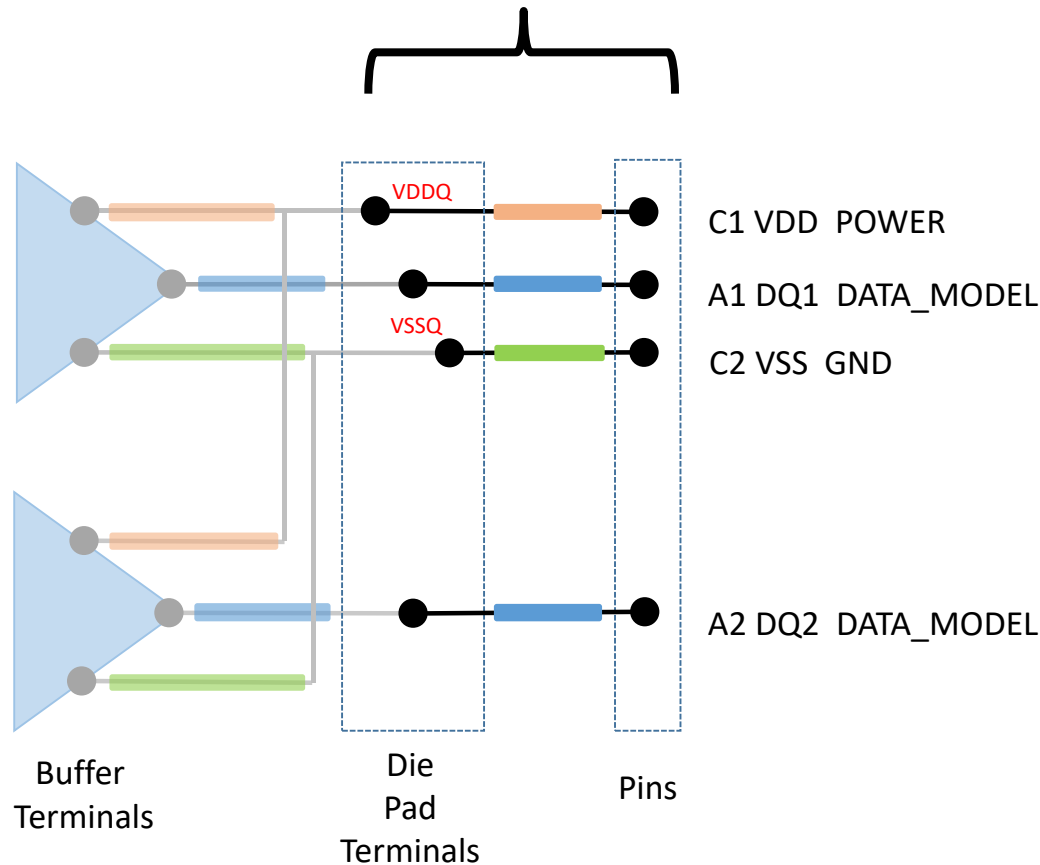 VDDQ
C1 VDD  POWER
A1 DQ1  DATA_MODEL
VSSQ
C2 VSS  GND
A2 DQ2  DATA_MODEL
Buffer
Terminals
Die
Pad
Terminals
Pins